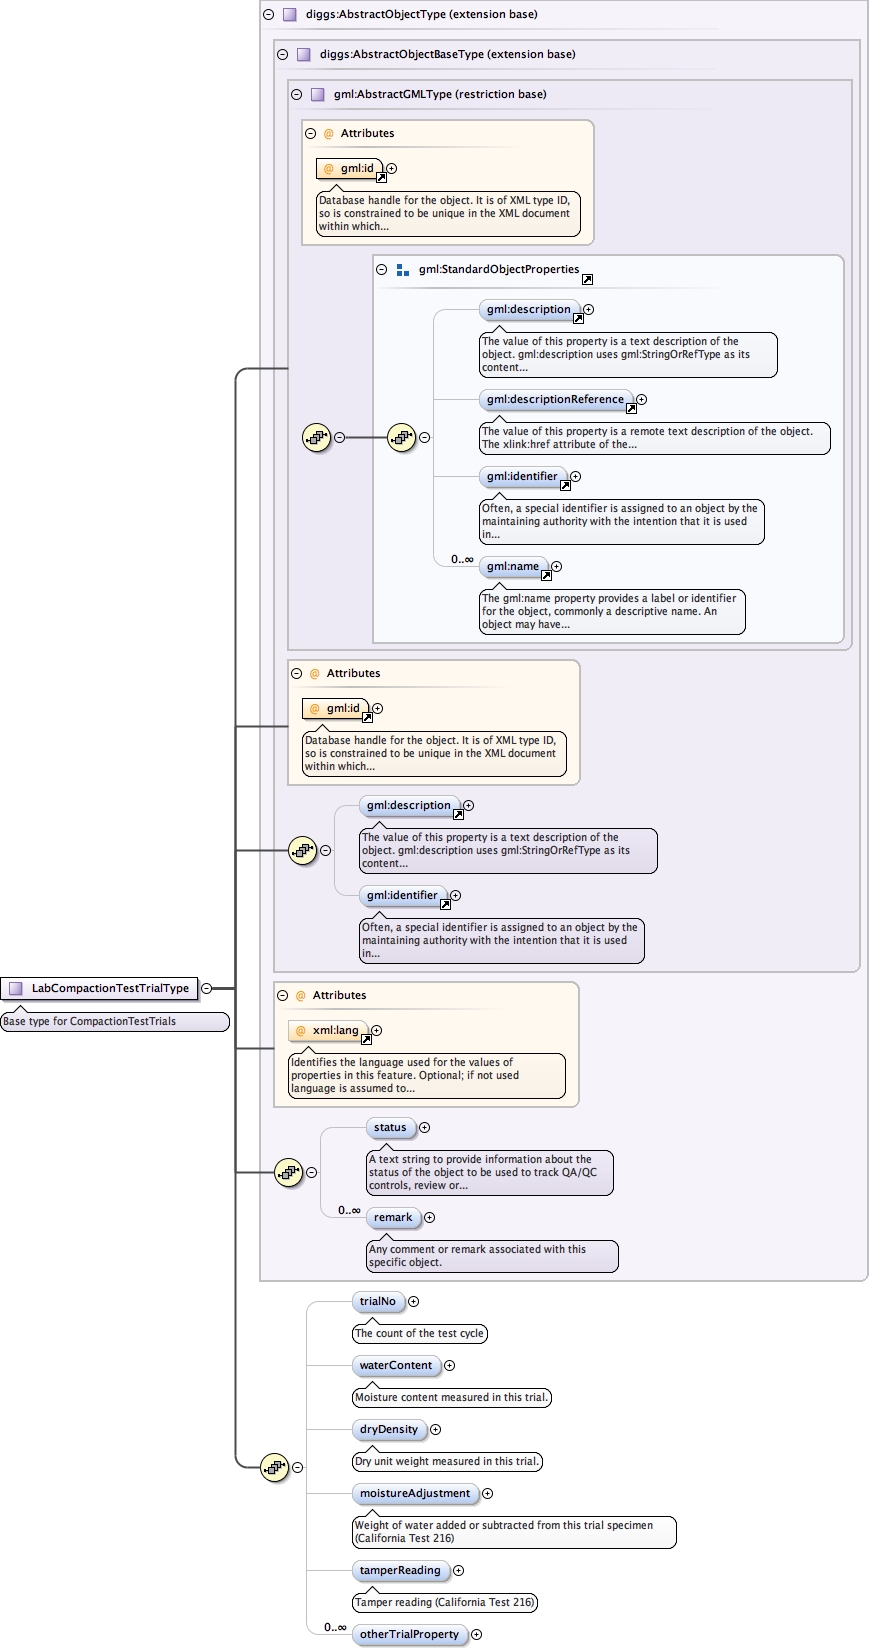 diggs:AbstractObjectType (extension base)
diggs:AbstractObjectBaseType (extension base)
gml:AbstractGMLType (restriction base)
@ Attributes
@ gml:id
Database handle for the object. It is of XML type ID,
so is constrained to be unique in the XML document
within which...
gml:StandardObjectProperties
gml:description
The value of this property is a text description of the
object. gml:description uses gml:StringOrRefType as its
content...
gml:descriptionReference
The value of this property is a remote text description of the object.
The xlink:href attribute of the...
gml:identifier
Often, a special identifier is assigned to an object by the
maintaining authority with the intention that it is used
in...
0..∞
gml:name
The gml:name property provides a label or identifier
for the object, commonly a descriptive name. An
object may have...
@ Attributes
@ gml:id
Database handle for the object. It is of XML type ID,
so is constrained to be unique in the XML document
within which...
gml:description
The value of this property is a text description of the
object. gml:description uses gml:StringOrRefType as its
content...
gml:identifier
Often, a special identifier is assigned to an object by the
maintaining authority with the intention that it is used
in...
LabCompactionTestTrialType
Base type for CompactionTestTrials
@ Attributes
@ xml:lang
Identifies the language used for the values of
properties in this feature. Optional; if not used
language is assumed to...
status
A text string to provide information about the
status of the object to be used to track QA/QC
controls, review or...
0..∞
remark
Any comment or remark associated with this
specific object.
trialNo
The count of the test cycle
waterContent
Moisture content measured in this trial.
dryDensity
Dry unit weight measured in this trial.
moistureAdjustment
Weight of water added or subtracted from this trial specimen
(California Test 216)
tamperReading
Tamper reading (California Test 216)
0..∞
otherTrialProperty